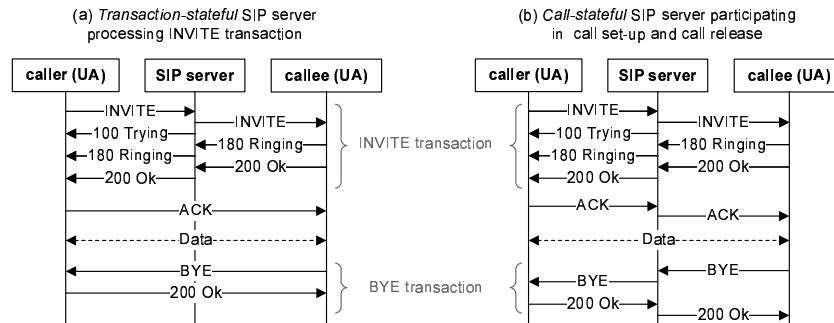 (a) Transaction-stateful SIP server
processing INVITE transaction
caller (UA)
SIP server
callee (UA)
INVITE
INVITE
100 Trying
180 Ringing
180 Ringing
200 Ok
200 Ok
ACK
Data
BYE
200 Ok
INVITE transaction
BYE transaction
(b) Call-stateful SIP server participating
in call set-up and call release
caller (UA)
SIP server
callee (UA)
INVITE
INVITE
100 Trying
180 Ringing
180 Ringing
200 Ok
200 Ok
ACK
ACK
Data
BYE
BYE
200 Ok
200 Ok